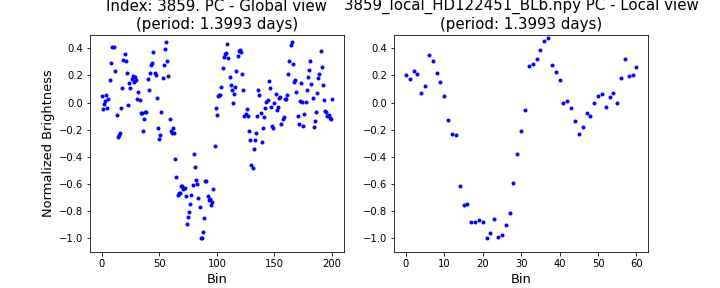 Index: 3859. PC - Global view
(period: 1.3993 days)
3859_local_HD122451_BLb.npy PC - Local view
(period: 1.3993 days)
Normalized Brightness
0.4
0.2
0.0
−0.2
−0.4
−0.6
−0.8
−1.0
0 50 100 150 200
Bin
0.4
0.2
0.0
−0.2
−0.4
−0.6
−0.8
−1.0
0 10 20 30 40 50 60
Bin